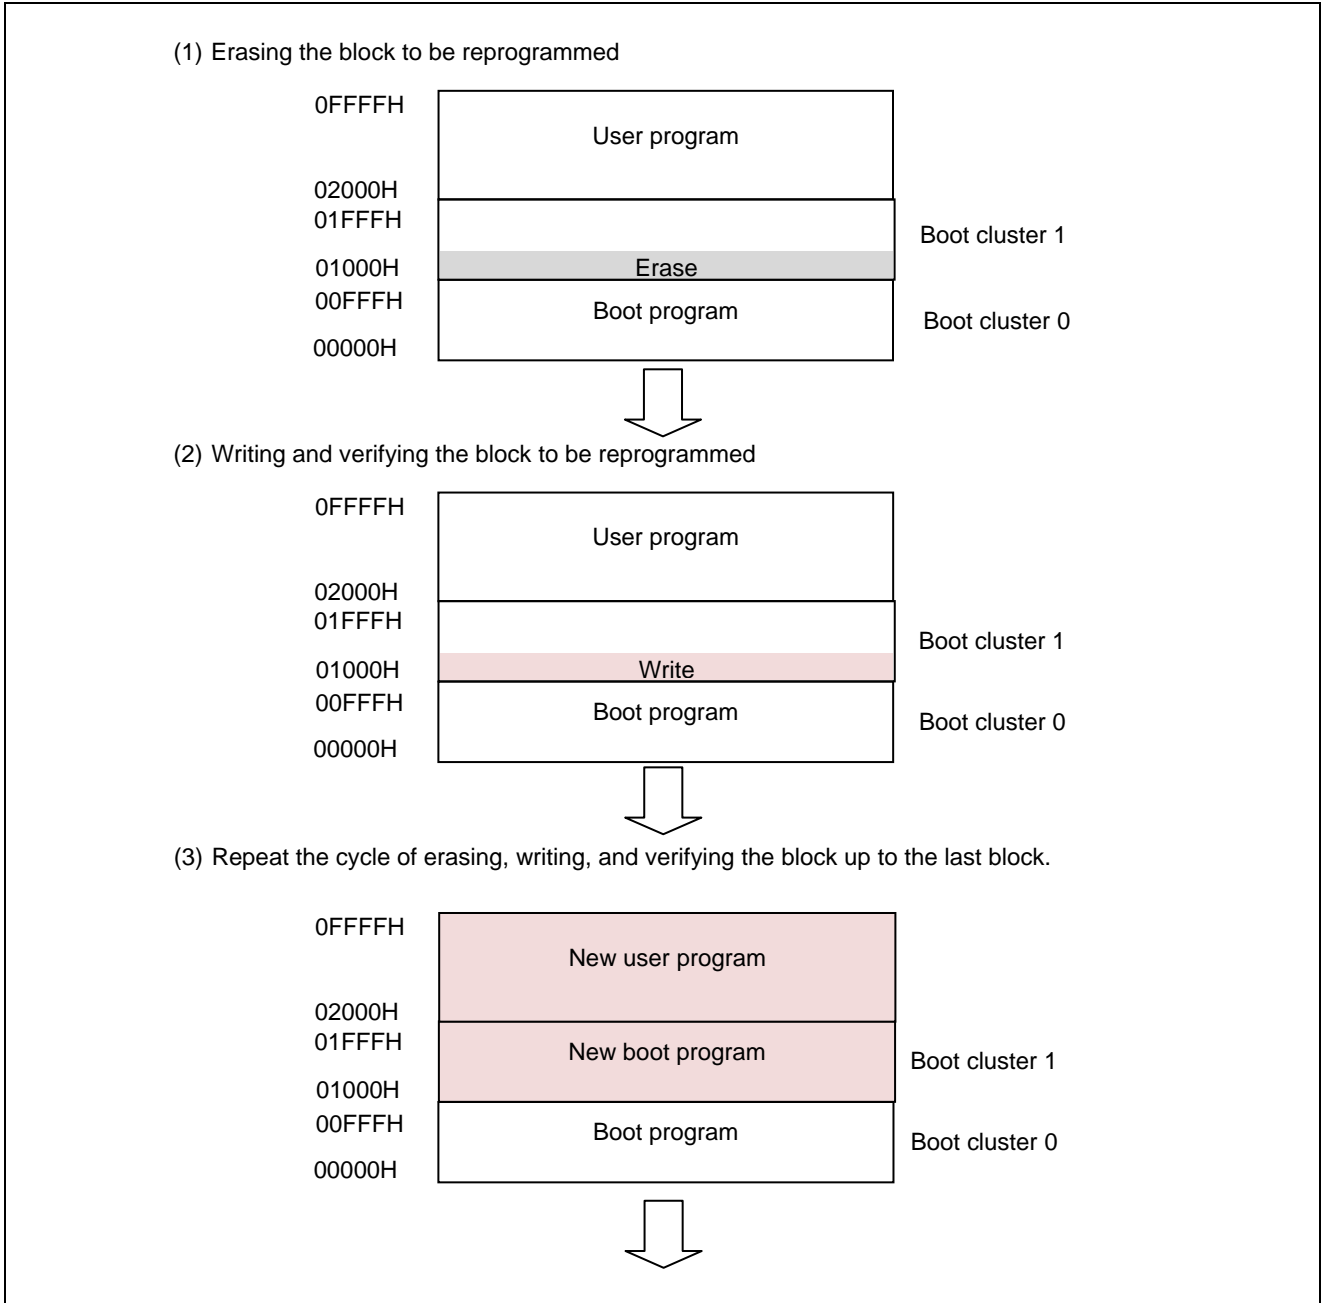 (1) Erasing the block to be reprogrammed
0FFFFH
User program
02000H
01FFFH
Boot cluster 1
01000H
Erase
00FFFH
Boot program
Boot cluster 0
00000H
(2) Writing and verifying the block to be reprogrammed
0FFFFH
User program
02000H
01FFFH
Boot cluster 1
01000H
Write
00FFFH
Boot program
Boot cluster 0
00000H
(3) Repeat the cycle of erasing, writing, and verifying the block up to the last block.
0FFFFH
New user program
02000H
01FFFH
New boot program
Boot cluster 1
01000H
00FFFH
Boot program
Boot cluster 0
00000H